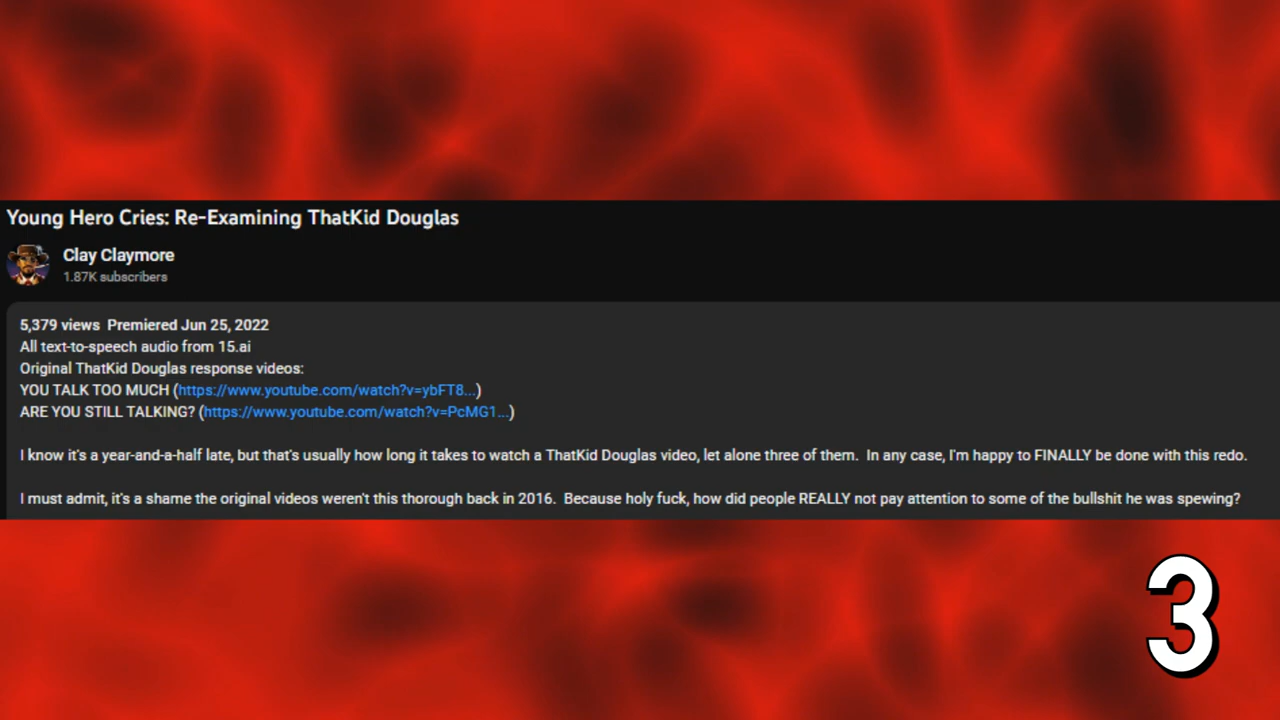 Young Hero Cries: Re-Examining ThatKid Douglas
Clay Claymore
1.87K subscribers
5,379 views  Premiered Jun 25, 2022
All text-to-speech audio from 15.ai
Original ThatKid Douglas response videos:
YOU TALK TOO MUCH (https://www.youtube.com/watch?v=ybFT8...)
ARE YOU STILL TALKING? (https://www.youtube.com/watch?v=PcMG1...)
I know it's a year-and-a-half late, but that's usually how long it takes to watch a ThatKid Douglas video, let alone three of them.  In any case, I'm happy to FINALLY be done with this redo.
I must admit, it's a shame the original videos weren't this thorough back in 2016.  Because holy fuck, how did people REALLY not pay attention to some of the bullshit he was spewing?
3